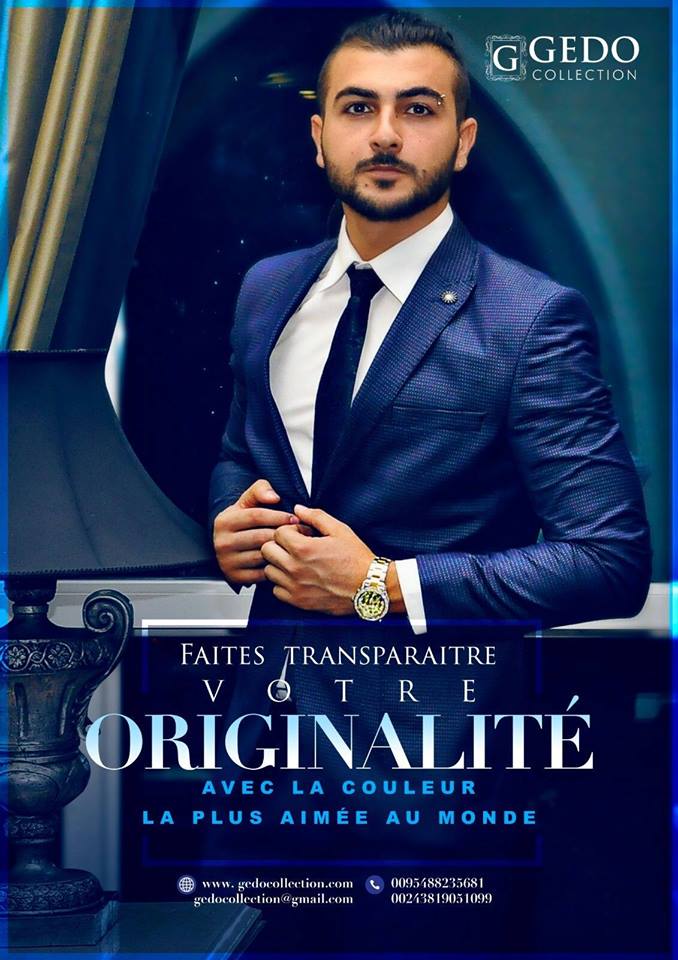 G GEDO
COLLECTION
FAITES TRANSPARAITRE
VOTRE
ORIGINALITÉ
AVEC LA COULEUR
LA PLUS AIMÉE AU MONDE
www. gedocollection.com 0095488235681
gedocollection@gmail.com 00243819051099